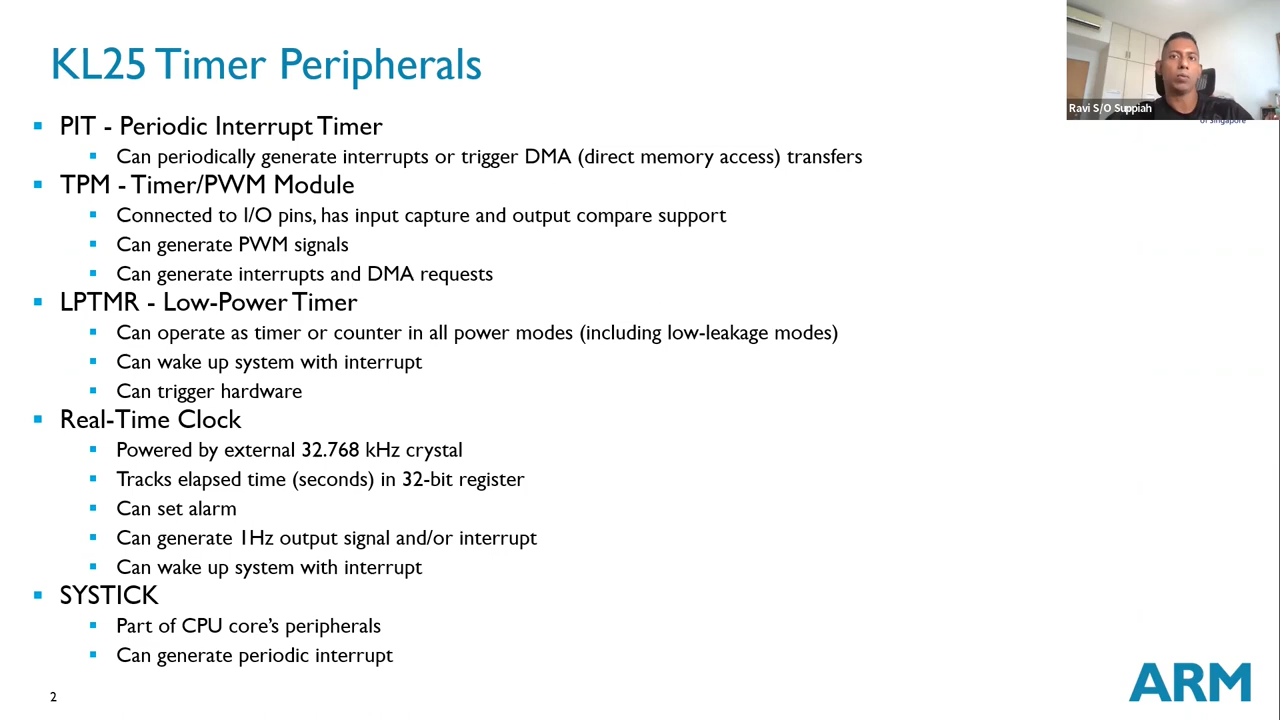 KL25 Timer Peripherals
Ravi S/O Suppiah
of Singapore
▪ PIT - Periodic Interrupt Timer
▪ Can periodically generate interrupts or trigger DMA (direct memory access) transfers
▪ TPM - Timer/PWM Module
▪ Connected to I/O pins, has input capture and output compare support
▪ Can generate PWM signals
▪ Can generate interrupts and DMA requests
▪ LPTMR - Low-Power Timer
▪ Can operate as timer or counter in all power modes (including low-leakage modes)
▪ Can wake up system with interrupt
▪ Can trigger hardware
▪ Real-Time Clock
▪ Powered by external 32.768 kHz crystal
▪ Tracks elapsed time (seconds) in 32-bit register
▪ Can set alarm
▪ Can generate 1Hz output signal and/or interrupt
▪ Can wake up system with interrupt
▪ SYSTICK
▪ Part of CPU core’s peripherals
▪ Can generate periodic interrupt
2
ARM